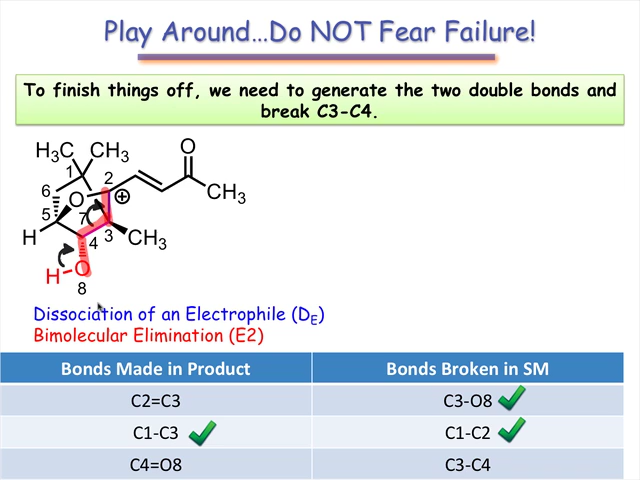 Play Around…Do NOT Fear Failure!
To finish things off, we need to generate the two double bonds and
break C3-C4.
H₃C CH₃ O
1 2
6 O ⊕ CH₃
5 7
H 4 3 CH₃
H O
8
Dissociation of an Electrophile (D_E)
Bimolecular Elimination (E2)
Bonds Made in Product Bonds Broken in SM
C2=C3 C3-O8
C1-C3 C1-C2
C4=O8 C3-C4